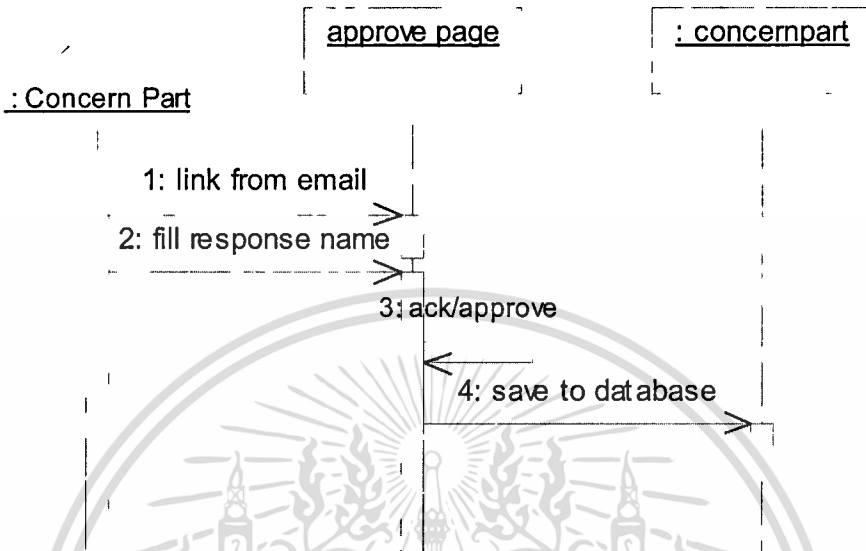 approve page
: concernpart
: Concern Part
1: link from email
2: fill response name
3: ack/approve
4: save to database